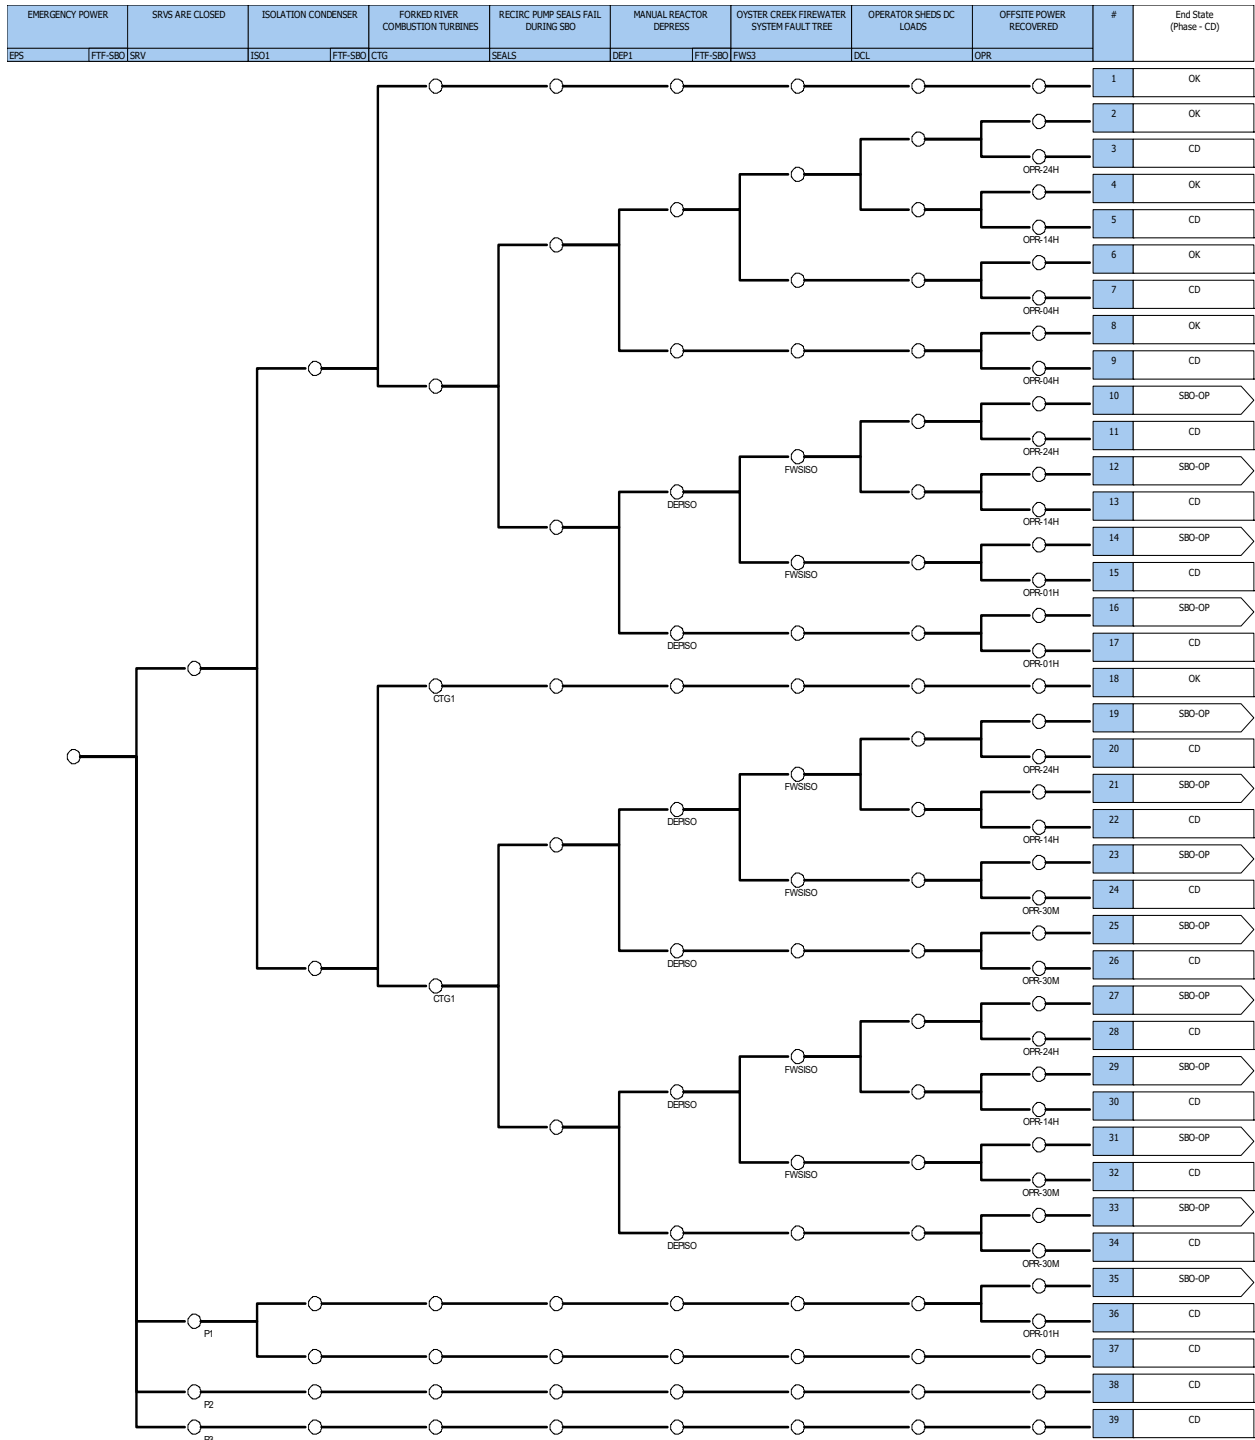 EMERGENCY POWER
SRVS ARE CLOSED
ISOLATION CONDENSER
FORKED RIVER
COMBUSTION TURBINES
RECIRC PUMP SEALS FAIL
DURING SBO
MANUAL REACTOR
DEPRESS
OYSTER CREEK FIREWATER
SYSTEM FAULT TREE
OPERATOR SHEDS DC
LOADS
OFFSITE POWER
RECOVERED
#
End State
(Phase - CD)
EPS
FTF-SBO
SRV
ISO1
FTF-SBO
CTG
SEALS
DEP1
FTF-SBO
FWS3
DCL
OPR
1 OK
2 OK
3 CD
OPR-24H
4 OK
5 CD
OPR-14H
6 OK
7 CD
OPR-04H
8 OK
9 CD
OPR-04H
10 SBO-OP
11 CD
OPR-24H
FWSISO
12 SBO-OP
DEPISO
13 CD
OPR-14H
14 SBO-OP
FWSISO
15 CD
OPR-01H
16 SBO-OP
DEPISO
17 CD
OPR-01H
18 OK
CTG1
19 SBO-OP
20 CD
OPR-24H
FWSISO
21 SBO-OP
DEPISO
22 CD
OPR-14H
23 SBO-OP
FWSISO
24 CD
OPR-30M
25 SBO-OP
DEPISO
26 CD
OPR-30M
CTG1
27 SBO-OP
28 CD
OPR-24H
FWSISO
29 SBO-OP
DEPISO
30 CD
OPR-14H
31 SBO-OP
FWSISO
32 CD
OPR-30M
33 SBO-OP
DEPISO
34 CD
OPR-30M
35 SBO-OP
36 CD
P1
OPR-01H
37 CD
38 CD
P2
39 CD
P3